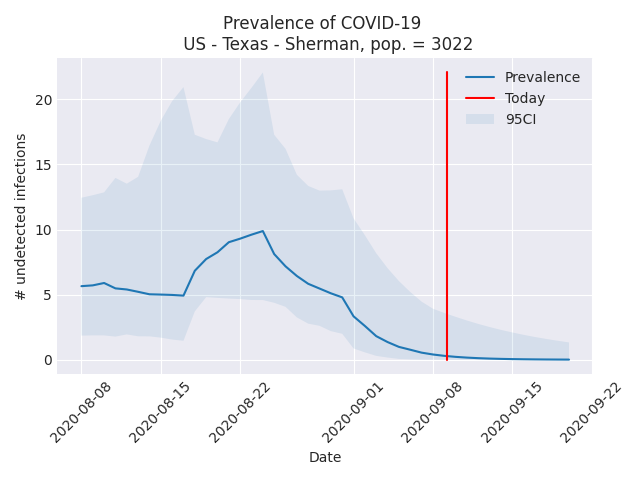 Prevalence of COVID-19
US - Texas - Sherman, pop. = 3022
Prevalence
Today
95CI
# undetected infections
20
15
10
5
0
2020-08-08
2020-08-15
2020-08-22
2020-09-01
2020-09-08
2020-09-15
2020-09-22
Date